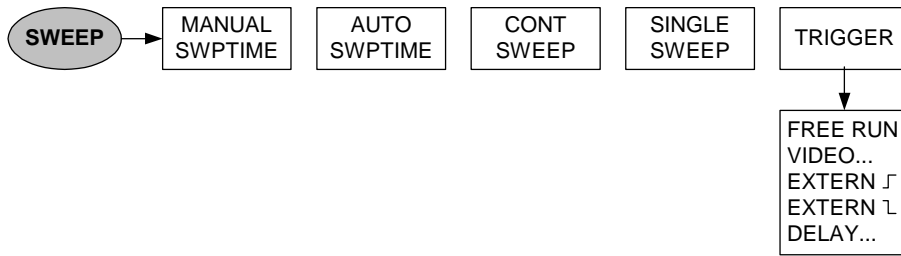 SWEEP
MANUAL
SWPTIME
AUTO
SWPTIME
CONT
SWEEP
SINGLE
SWEEP
TRIGGER
FREE RUN
VIDEO...
EXTERN
EXTERN
DELAY...